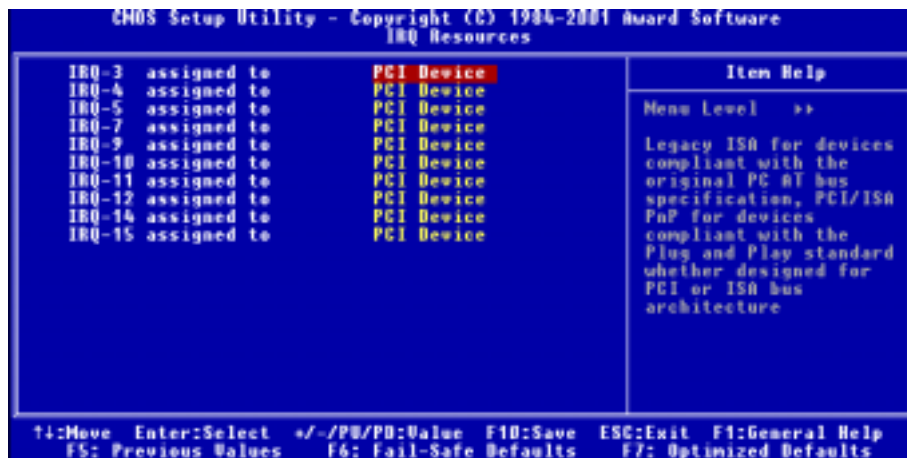 CMOS Setup Utility - Copyright (C) 1984-2001 Award Software
IRQ Resources
IRQ-3 assigned to PCI Device
IRQ-4 assigned to PCI Device
IRQ-5 assigned to PCI Device
IRQ-7 assigned to PCI Device
IRQ-9 assigned to PCI Device
IRQ-10 assigned to PCI Device
IRQ-11 assigned to PCI Device
IRQ-12 assigned to PCI Device
IRQ-14 assigned to PCI Device
IRQ-15 assigned to PCI Device
Item Help
Menu Level ▸▸
Legacy ISA for devices
compliant with the
original PC AT bus
specification, PCI/ISA
PnP for devices
compliant with the
Plug and Play standard
whether designed for
PCI or ISA bus
architecture
↑↓:Move Enter:Select +/-/PU/PD:Value F10:Save ESC:Exit F1:General Help
F5: Previous Values F6: Fail-Safe Defaults F7: Optimized Defaults